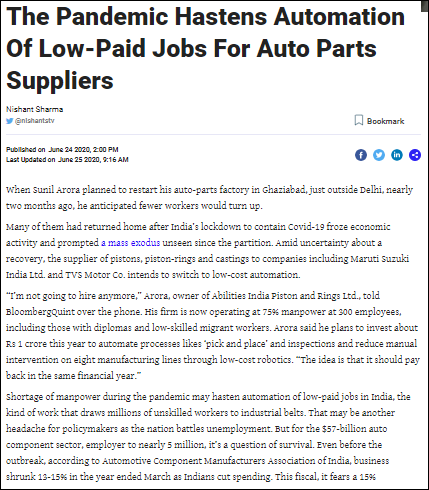 The Pandemic Hastens Automation
Of Low-Paid Jobs For Auto Parts
Suppliers
Nishant Sharma
@nishantstv
Bookmark
Published on June 24 2020, 2:00 PM
Last Updated on June 25 2020, 9:16 AM
When Sunil Arora planned to restart his auto-parts factory in Ghaziabad, just outside Delhi, nearly
two months ago, he anticipated fewer workers would turn up.
Many of them had returned home after India's lockdown to contain Covid-19 froze economic
activity and prompted a mass exodus unseen since the partition. Amid uncertainty about a
recovery, the supplier of pistons, piston-rings and castings to companies including Maruti Suzuki
India Ltd. and TVS Motor Co. intends to switch to low-cost automation.
“I'm not going to hire anymore,” Arora, owner of Abilities India Piston and Rings Ltd., told
BloombergQuint over the phone. His firm is now operating at 75% manpower at 300 employees,
including those with diplomas and low-skilled migrant workers. Arora said he plans to invest about
Rs 1 crore this year to automate processes likes ‘pick and place’ and inspections and reduce manual
intervention on eight manufacturing lines through low-cost robotics. “The idea is that it should pay
back in the same financial year.”
Shortage of manpower during the pandemic may hasten automation of low-paid jobs in India, the
kind of work that draws millions of unskilled workers to industrial belts. That may be another
headache for policymakers as the nation battles unemployment. But for the $57-billion auto
component sector, employer to nearly 5 million, it's a question of survival. Even before the
outbreak, according to Automotive Component Manufacturers Association of India, business
shrunk 13-15% in the year ended March as Indians cut spending. This fiscal, it fears a 15%